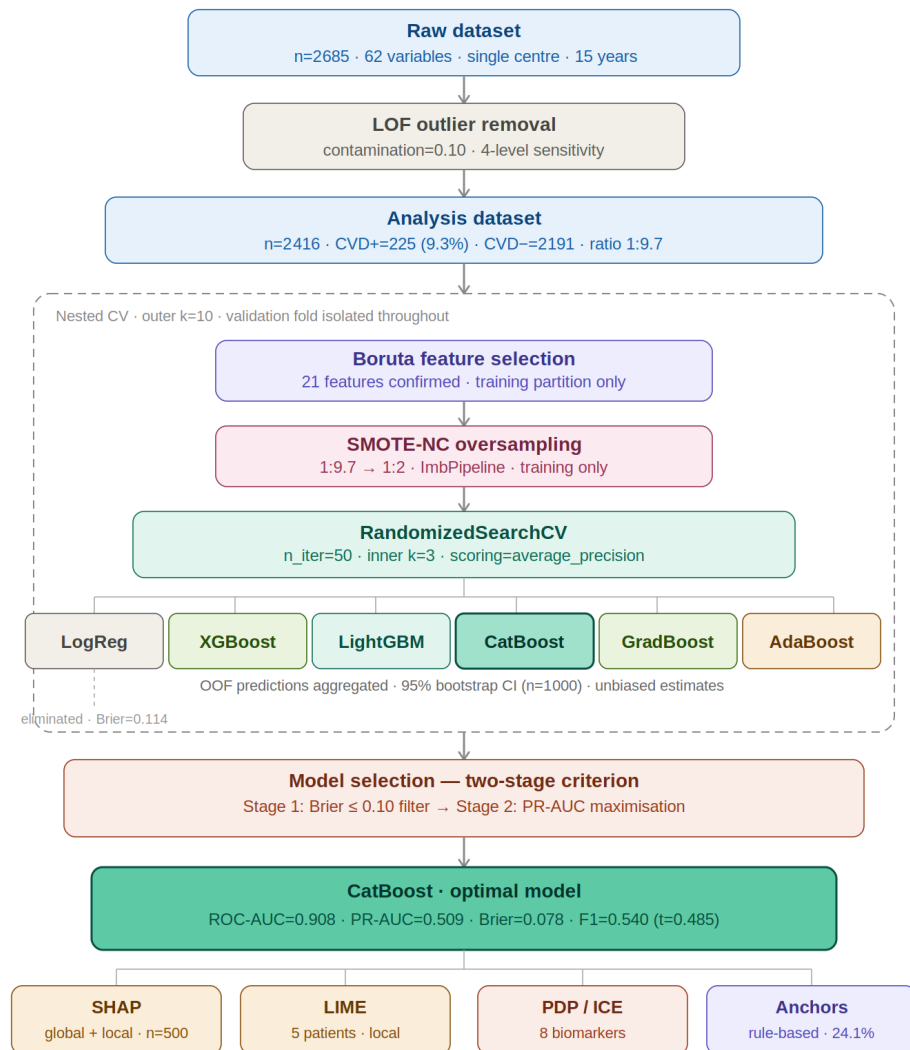 Raw dataset
n=2685 · 62 variables · single centre · 15 years
LOF outlier removal
contamination=0.10 · 4-level sensitivity
Analysis dataset
n=2416 · CVD+=225 (9.3%) · CVD−=2191 · ratio 1:9.7
Nested CV · outer k=10 · validation fold isolated throughout
Boruta feature selection
21 features confirmed · training partition only
SMOTE-NC oversampling
1:9.7 → 1:2 · ImbPipeline · training only
RandomizedSearchCV
n_iter=50 · inner k=3 · scoring=average_precision
LogReg XGBoost LightGBM CatBoost GradBoost AdaBoost
OOF predictions aggregated · 95% bootstrap CI (n=1000) · unbiased estimates
eliminated · Brier=0.114
Model selection — two-stage criterion
Stage 1: Brier ≤ 0.10 filter → Stage 2: PR-AUC maximisation
CatBoost · optimal model
ROC-AUC=0.908 · PR-AUC=0.509 · Brier=0.078 · F1=0.540 (t=0.485)
SHAP LIME PDP / ICE Anchors
global + local · n=500 5 patients · local 8 biomarkers rule-based · 24.1%